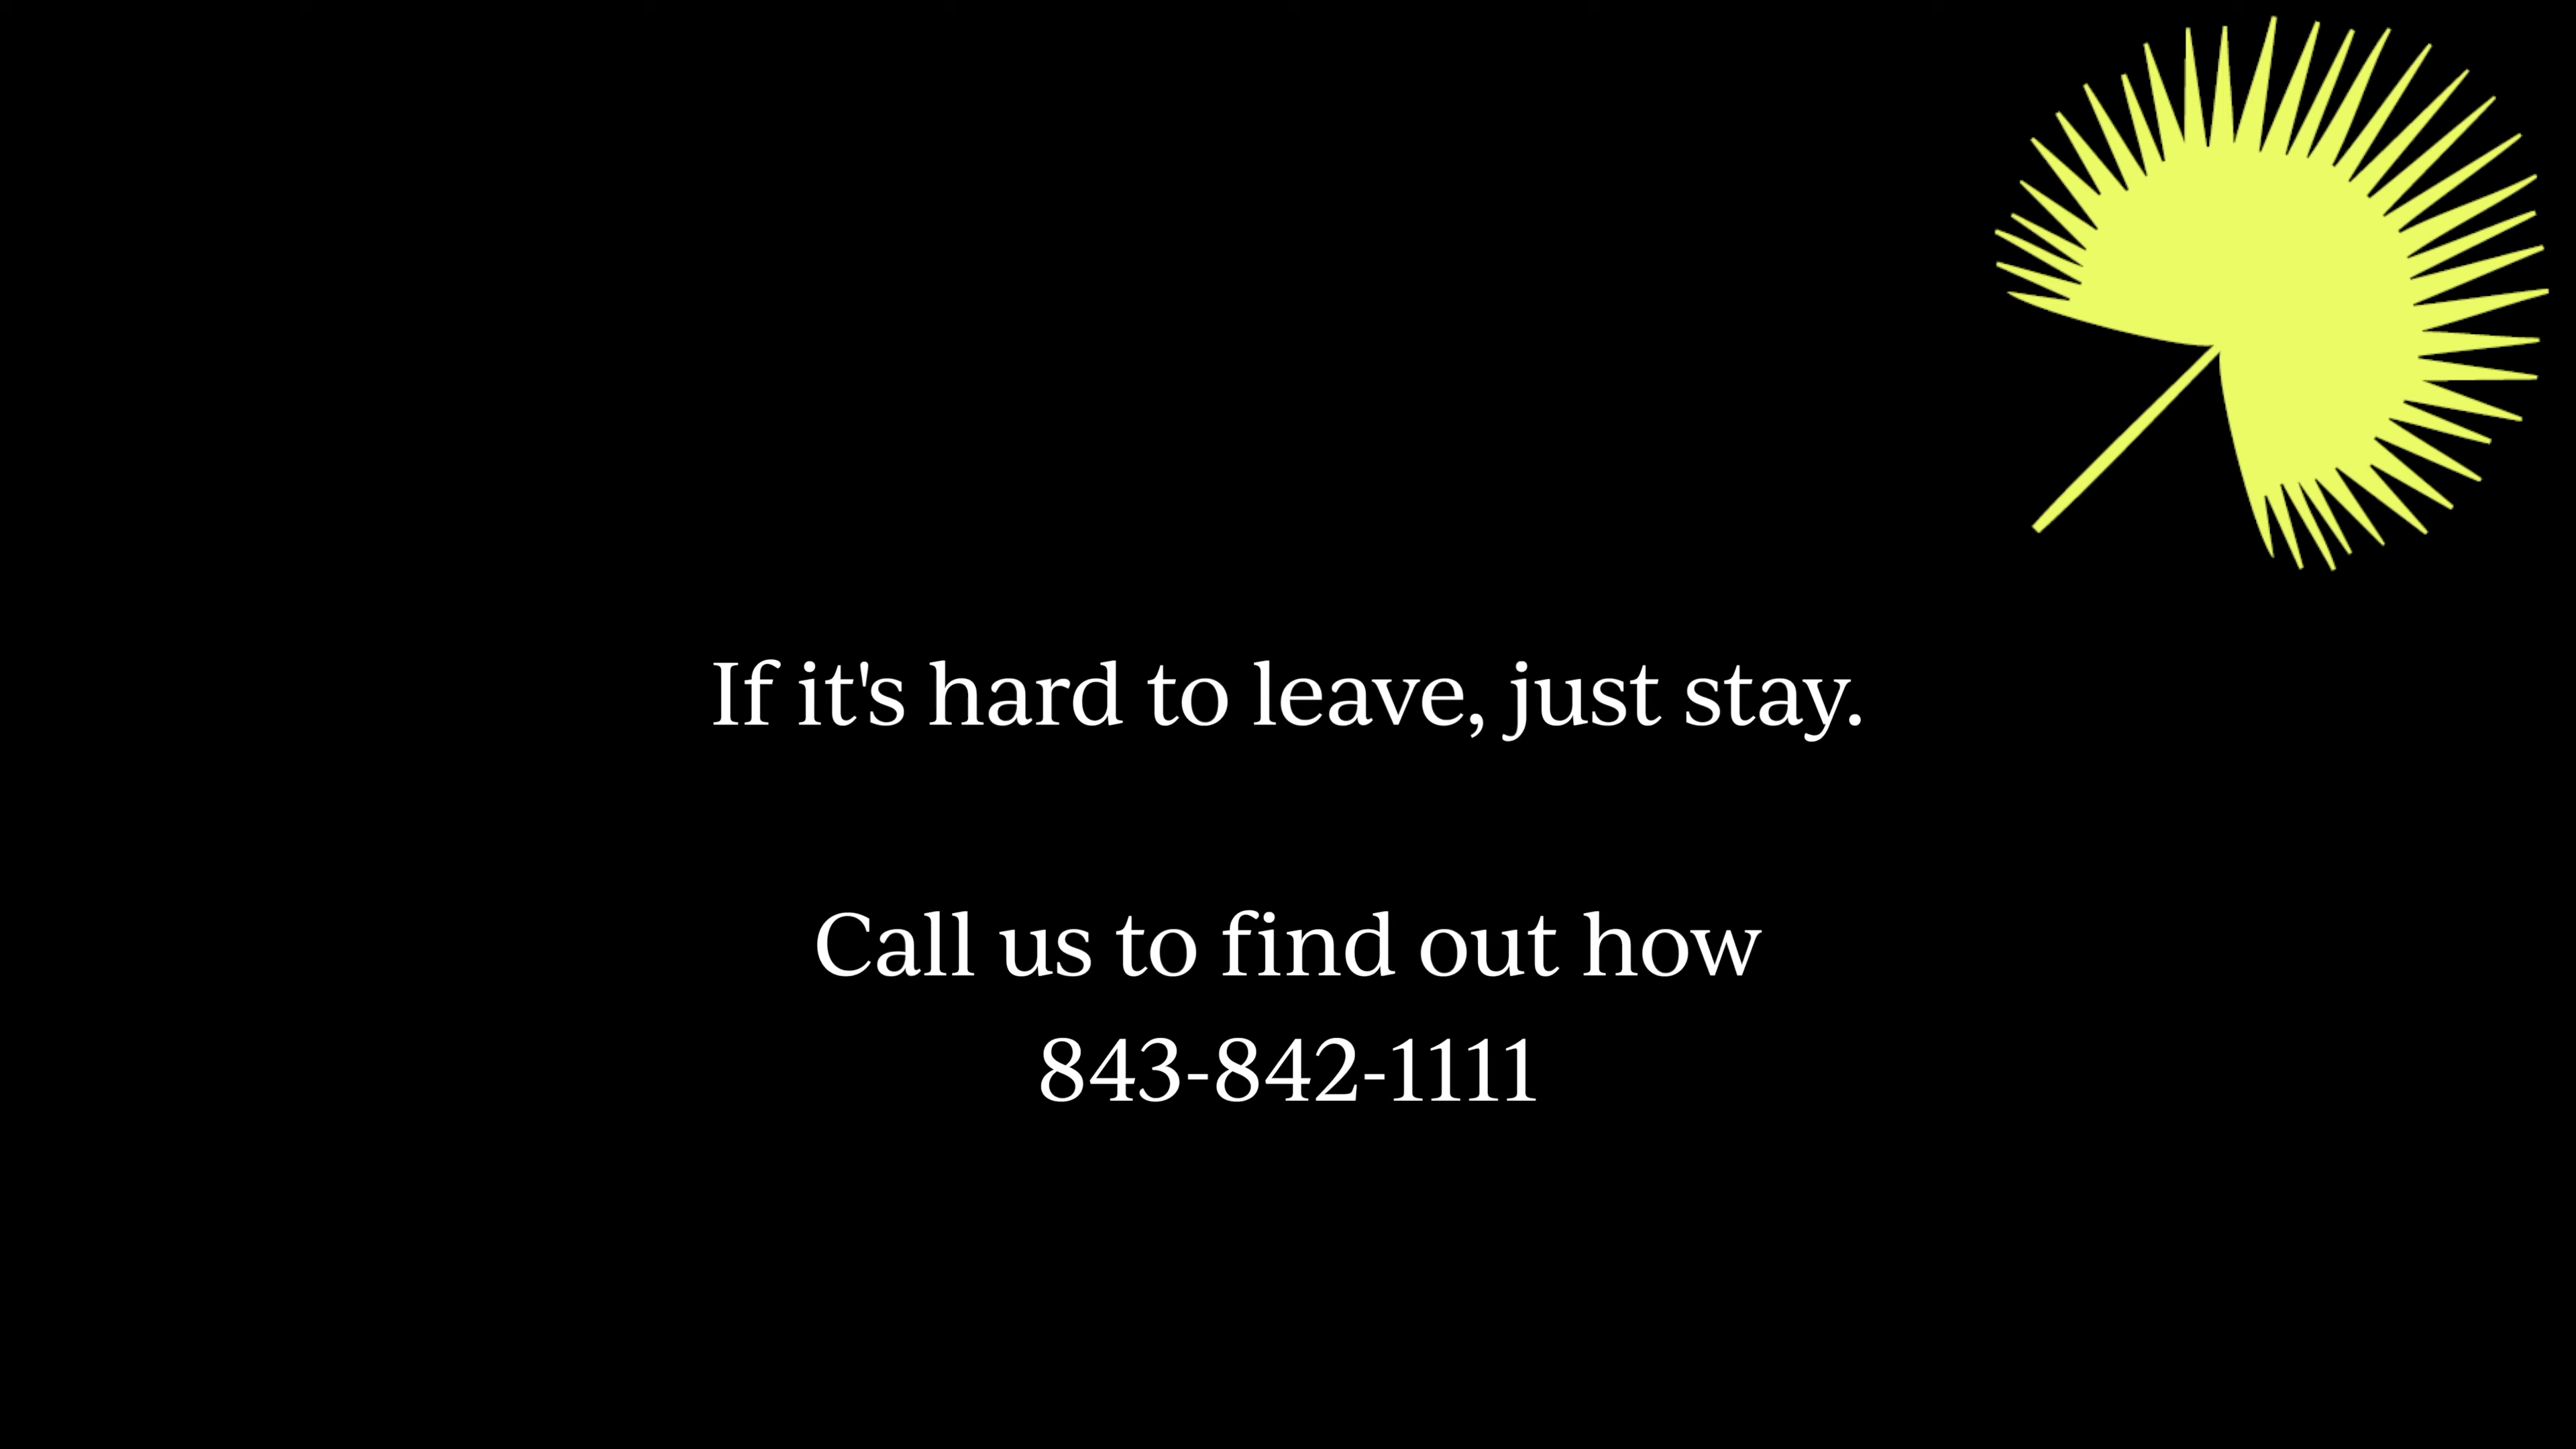 If it's hard to leave, just stay.
Call us to find out how
843-842-1111